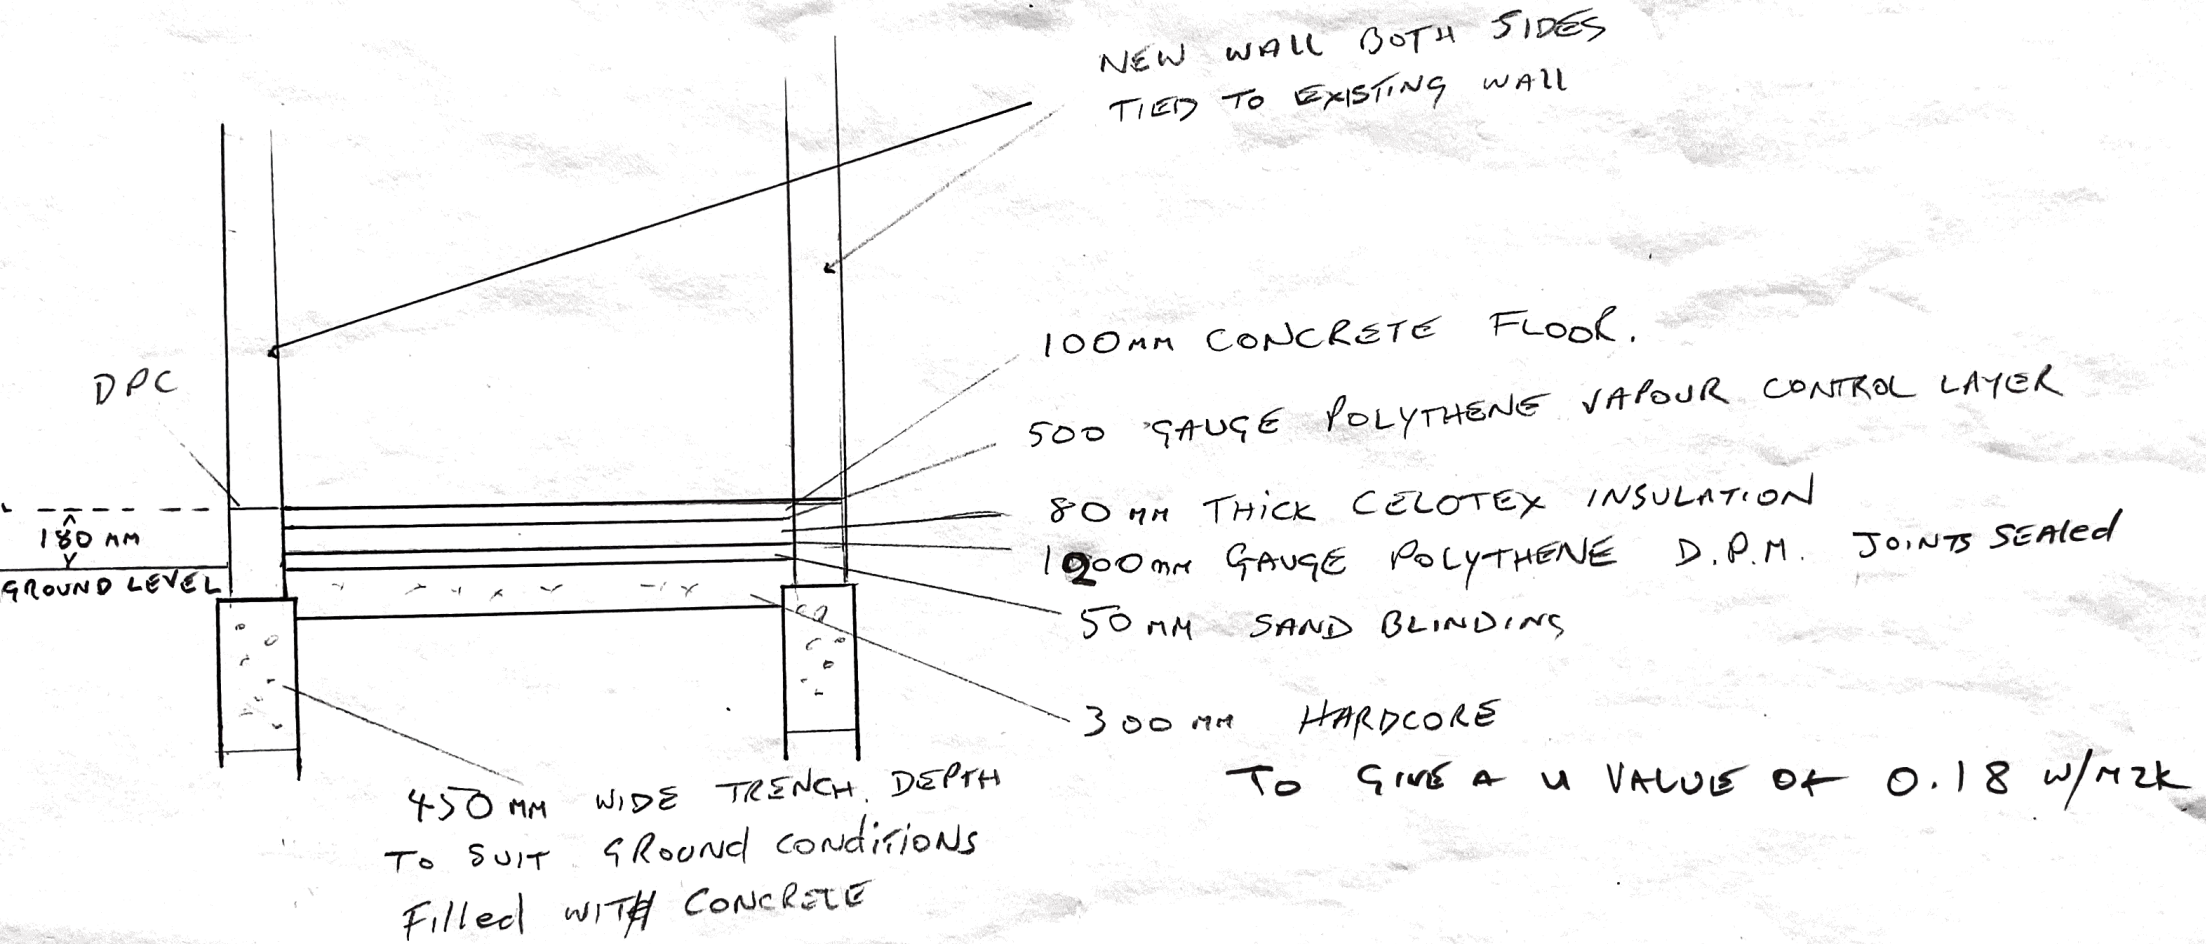 NEW WALL BOTH SIDES
TIED TO EXISTING WALL
100MM CONCRETE FLOOR.
DPC
500 GAUGE POLYTHENE VAPOUR CONTROL LAYER
80 MM THICK CELOTEX INSULATION
180 MM
1200mm GAUGE POLYTHENE D.P.M. JOINTS SEALED
GROUND LEVEL
50 MM SAND BLINDING
300 MM HARDCORE
TO GIVE A U VALUE OF 0.18 W/M2K
450 MM WIDE TRENCH. DEPTH
TO SUIT GROUND CONDITIONS
FILLED WITH CONCRETE